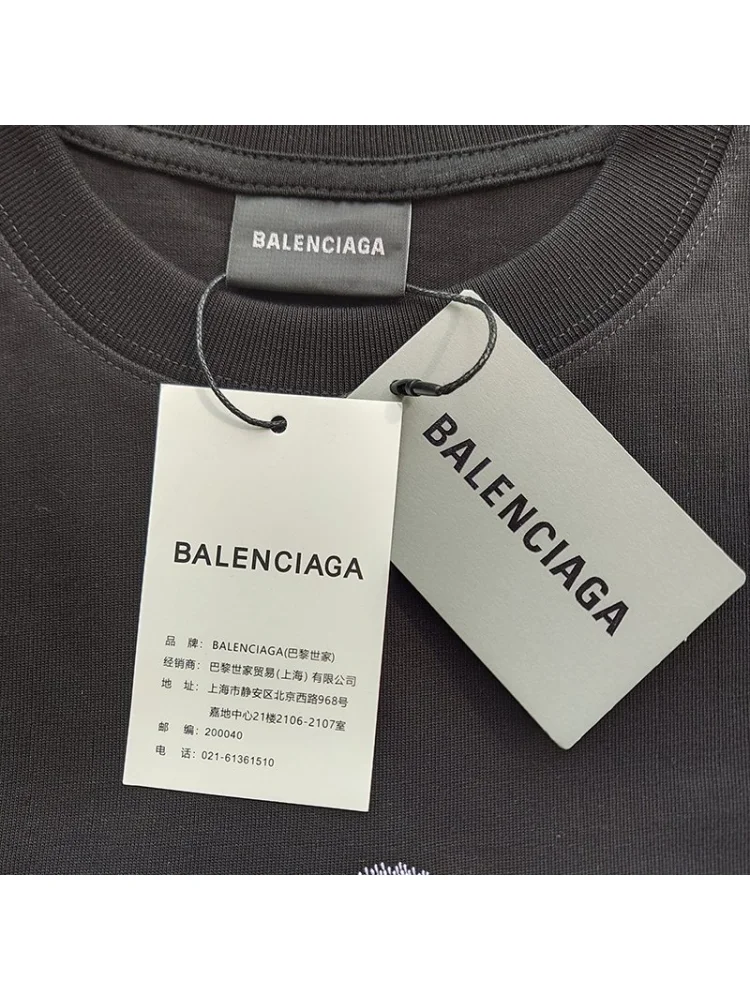 BALENCIAGA
BALENCIAGA
BALENCIAGA
品 牌： BALENCIAGA(巴黎世家)
经销商： 巴黎世家贸易(上海) 有限公司
地 址： 上海市静安区北京西路968号
嘉地中心21楼2106-2107室
邮 编：200040
电 话：021-61361510